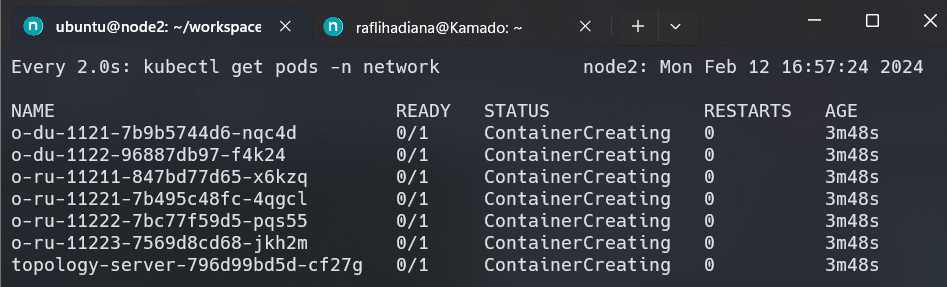 ubuntu@node2: ~/workspace
raflihadiana@Kamado: ~
Every 2.0s: kubectl get pods -n network node2: Mon Feb 12 16:57:24 2024
NAME READY STATUS RESTARTS AGE
o-du-1121-7b9b5744d6-nqc4d 0/1 ContainerCreating 0 3m48s
o-du-1122-96887db97-f4k24 0/1 ContainerCreating 0 3m48s
o-ru-11211-847bd77d65-x6kzq 0/1 ContainerCreating 0 3m48s
o-ru-11221-7b495c48fc-4qgcl 0/1 ContainerCreating 0 3m48s
o-ru-11222-7bc77f59d5-pqs55 0/1 ContainerCreating 0 3m48s
o-ru-11223-7569d8cd68-jkh2m 0/1 ContainerCreating 0 3m48s
topology-server-796d99bd5d-cf27g 0/1 ContainerCreating 0 3m48s